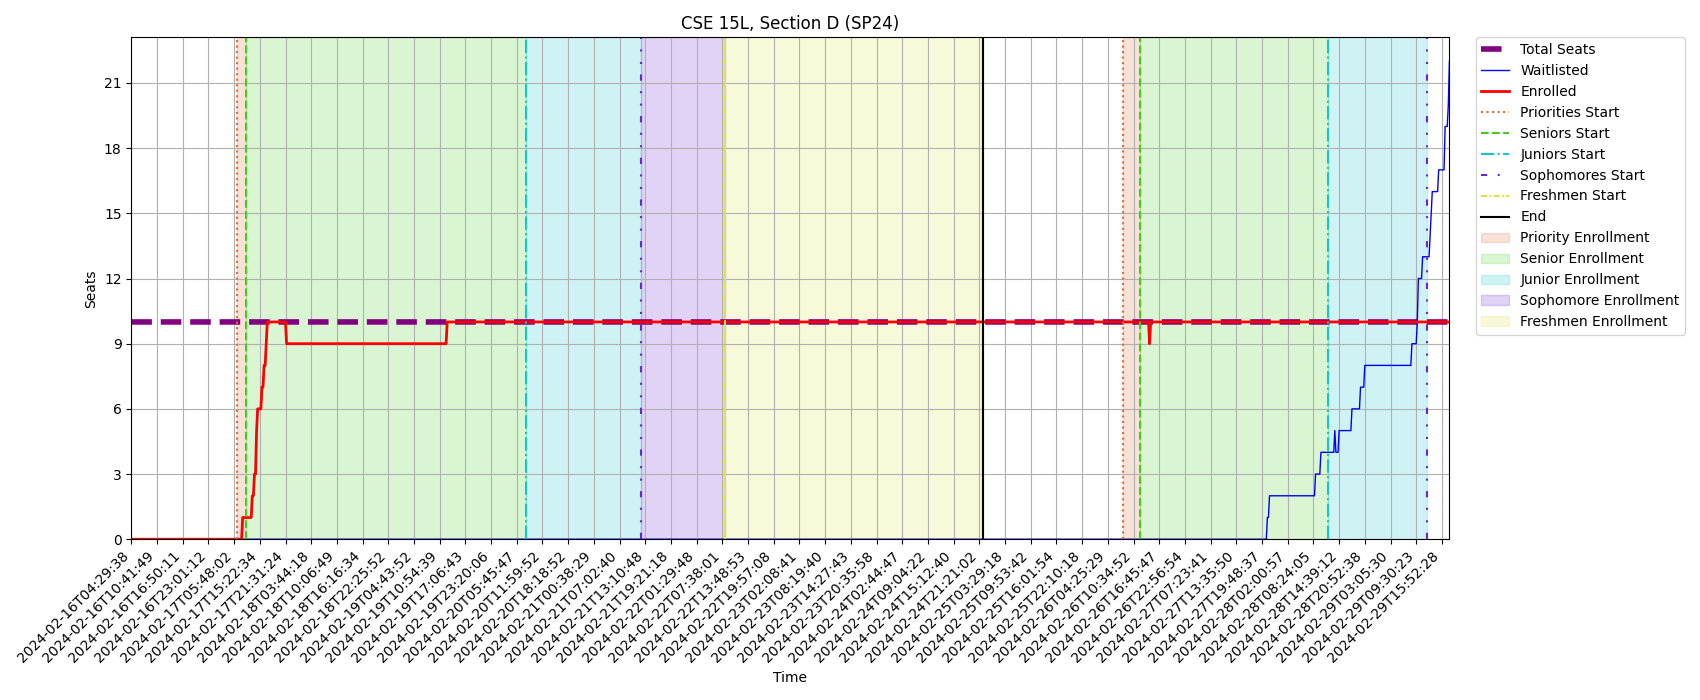 CSE 15L, Section D (SP24)
Seats
21
18
15
12
9
6
3
0
2024-02-16T04:29:38
2024-02-16T10:41:49
2024-02-16T16:50:11
2024-02-16T23:01:12
2024-02-17T05:48:02
2024-02-17T15:22:34
2024-02-17T21:31:24
2024-02-18T03:44:18
2024-02-18T10:06:49
2024-02-18T16:16:34
2024-02-18T22:25:52
2024-02-19T04:43:52
2024-02-19T10:54:39
2024-02-19T17:06:43
2024-02-19T23:20:06
2024-02-20T05:45:47
2024-02-20T11:59:52
2024-02-20T18:18:52
2024-02-21T00:38:29
2024-02-21T07:02:40
2024-02-21T13:10:48
2024-02-21T19:21:18
2024-02-22T01:29:48
2024-02-22T07:38:01
2024-02-22T13:48:53
2024-02-22T19:57:08
2024-02-23T02:08:41
2024-02-23T08:19:40
2024-02-23T14:27:43
2024-02-23T20:35:58
2024-02-24T02:44:47
2024-02-24T09:04:22
2024-02-24T15:12:40
2024-02-24T21:21:02
2024-02-25T03:29:18
2024-02-25T09:53:42
2024-02-25T16:01:54
2024-02-25T22:10:18
2024-02-26T04:25:29
2024-02-26T10:34:52
2024-02-26T16:45:47
2024-02-26T22:56:54
2024-02-27T07:23:41
2024-02-27T13:35:50
2024-02-27T19:48:37
2024-02-28T02:00:57
2024-02-28T08:24:05
2024-02-28T14:39:12
2024-02-28T20:52:38
2024-02-29T03:05:30
2024-02-29T09:30:23
2024-02-29T15:52:28
Time
Total Seats
Waitlisted
Enrolled
Priorities Start
Seniors Start
Juniors Start
Sophomores Start
Freshmen Start
End
Priority Enrollment
Senior Enrollment
Junior Enrollment
Sophomore Enrollment
Freshmen Enrollment